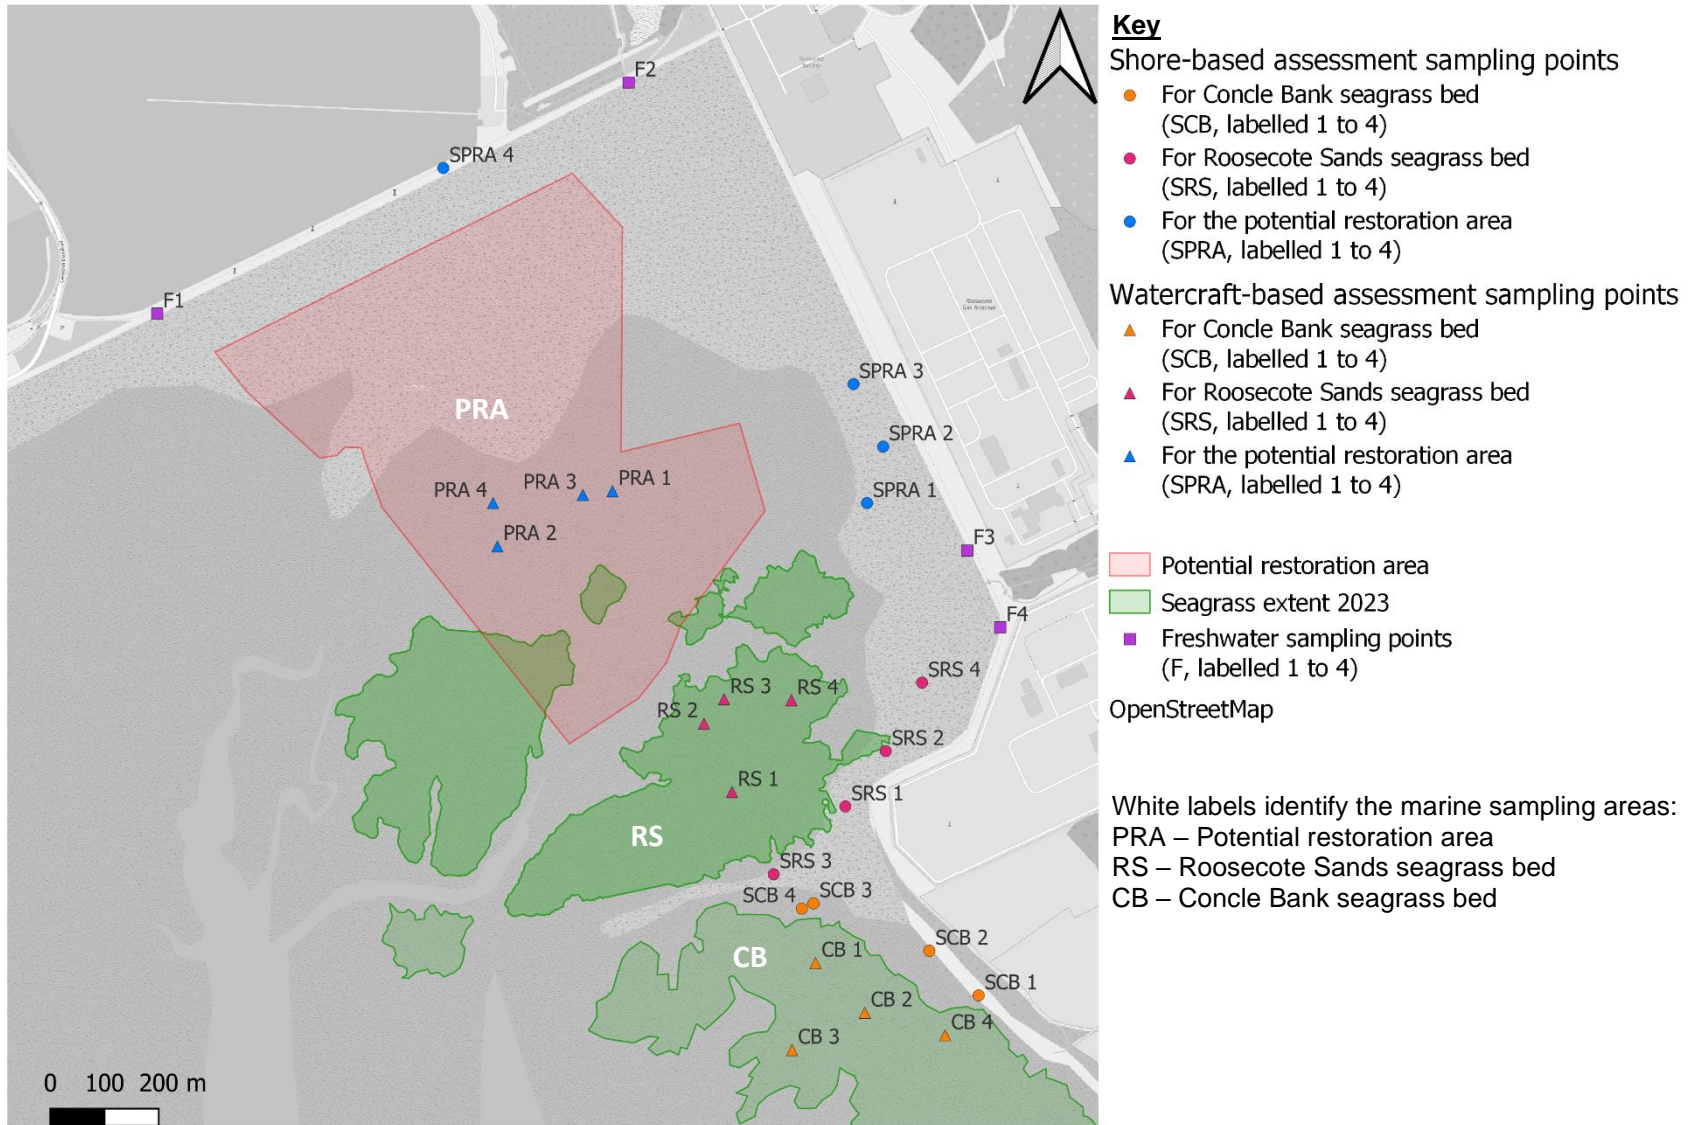 F2
SPRA 4
F1
SPRA 3
PRA
SPRA 2
PRA 4
PRA 3
PRA 1
SPRA 1
PRA 2
F3
F4
SRS 4
RS 3
RS 4
RS 2
SRS 2
RS 1
SRS 1
RS
SRS 3
SCB 4
SCB 3
SCB 2
CB
CB 1
SCB 1
CB 2
CB 4
CB 3
0 100 200 m
Key
Shore-based assessment sampling points
For Concle Bank seagrass bed
(SCB, labelled 1 to 4)
For Roosecote Sands seagrass bed
(SRS, labelled 1 to 4)
For the potential restoration area
(SPRA, labelled 1 to 4)
Watercraft-based assessment sampling points
For Concle Bank seagrass bed
(SCB, labelled 1 to 4)
For Roosecote Sands seagrass bed
(SRS, labelled 1 to 4)
For the potential restoration area
(SPRA, labelled 1 to 4)
Potential restoration area
Seagrass extent 2023
Freshwater sampling points
(F, labelled 1 to 4)
OpenStreetMap
White labels identify the marine sampling areas:
PRA – Potential restoration area
RS – Roosecote Sands seagrass bed
CB – Concle Bank seagrass bed